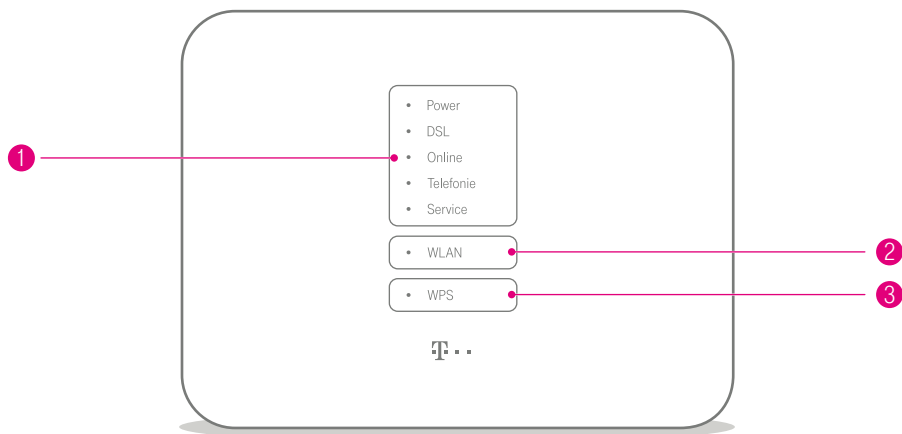 Power
DSL
1
Online
Telefonie
Service
WLAN
2
WPS
3
T